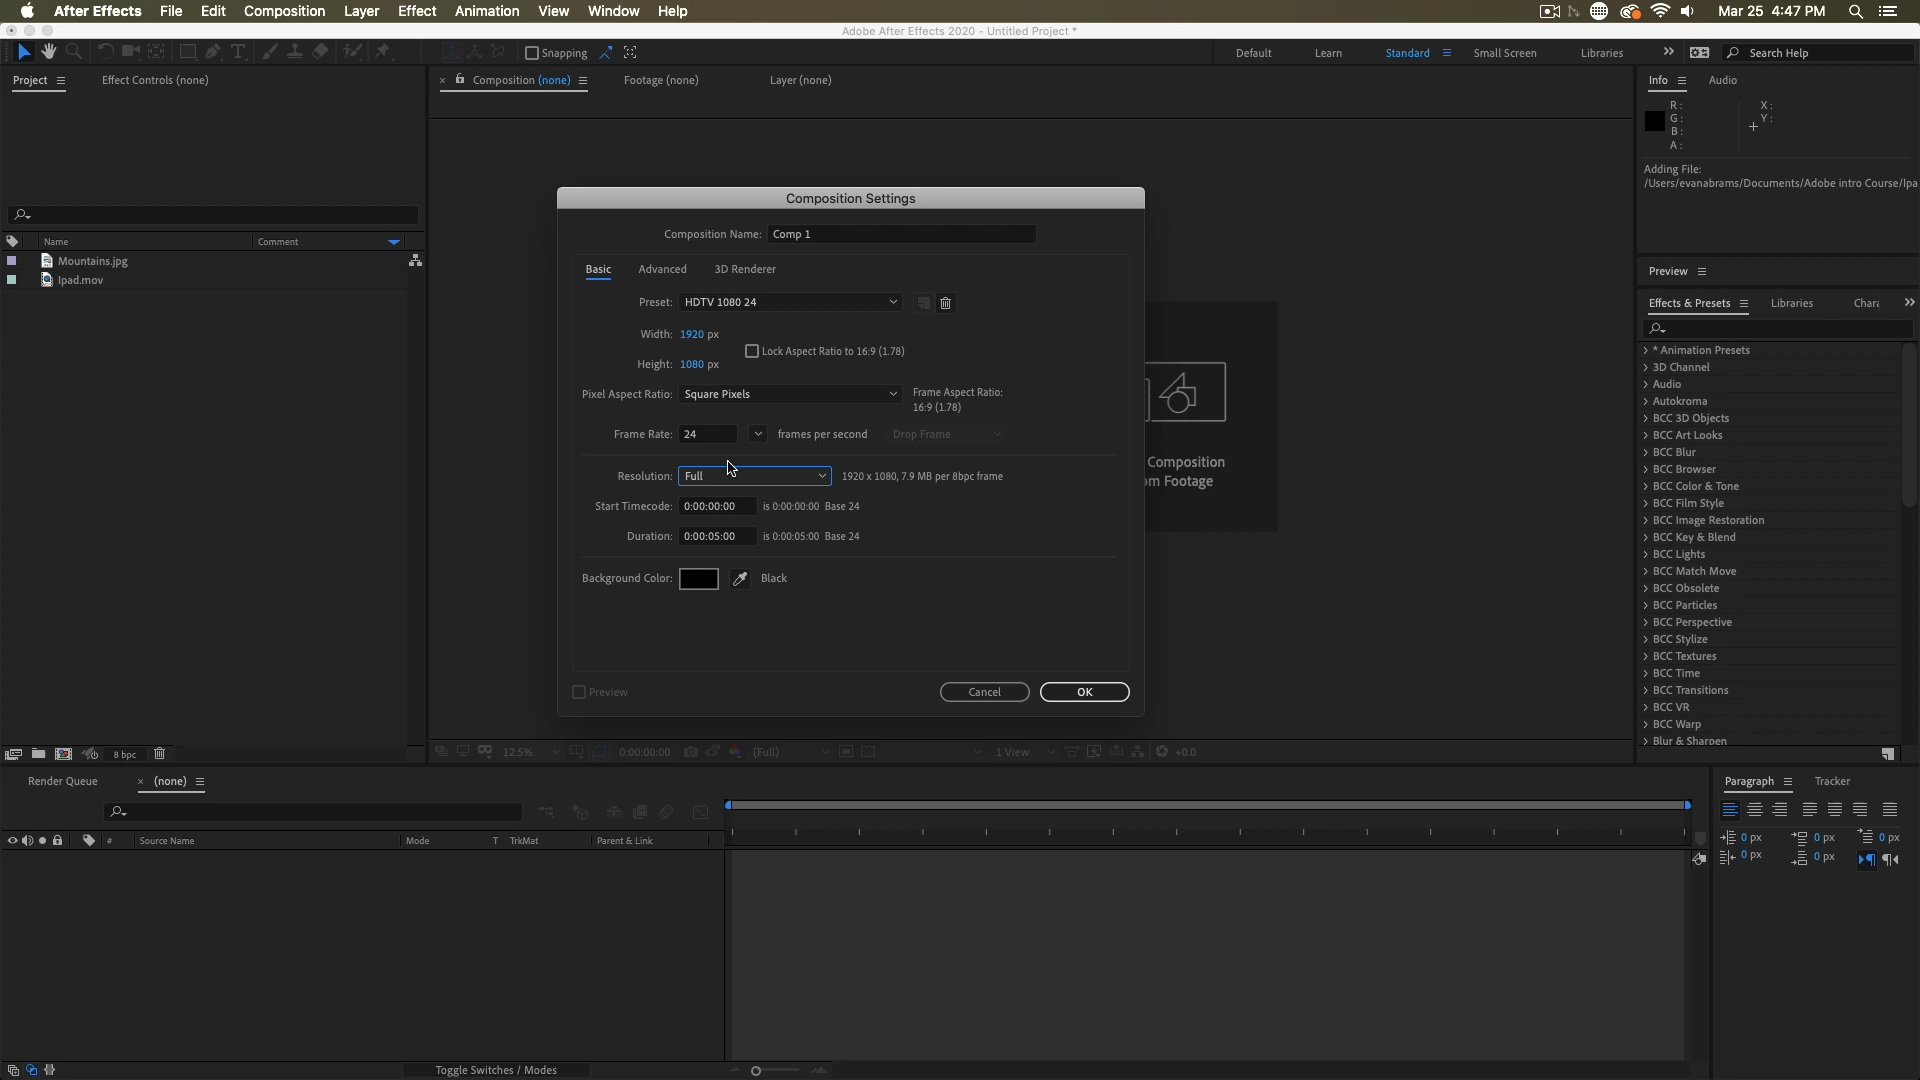 After Effects File Edit Composition Layer Effect Animation View Window Help
Mar 25 4:47 PM
Adobe After Effects 2020 - Untitled Project *
Snapping
Default Learn Standard Small Screen Libraries
Search Help
Project Effect Controls (none)
Composition (none) Footage (none) Layer (none)
Info Audio
R:
G:
B:
A:
X:
Y:
Adding File:
/Users/evanabrams/Documents/Adobe intro Course/Ipa
Name Comment
Mountains.jpg
Ipad.mov
Composition Settings
Composition Name: Comp 1
Basic Advanced 3D Renderer
Preset: HDTV 1080 24
Width: 1920 px
Lock Aspect Ratio to 16:9 (1.78)
Height: 1080 px
Pixel Aspect Ratio: Square Pixels
Frame Aspect Ratio:
16:9 (1.78)
Frame Rate: 24 frames per second Drop Frame
Resolution: Full 1920 x 1080, 7.9 MB per 8bpc frame
Start Timecode: 0:00:00:00 is 0:00:00:00 Base 24
Duration: 0:00:05:00 is 0:00:05:00 Base 24
Background Color: Black
Preview
Cancel OK
Composition
om Footage
Preview
Effects & Presets Libraries Chara
* Animation Presets
3D Channel
Audio
Autokroma
BCC 3D Objects
BCC Art Looks
BCC Blur
BCC Browser
BCC Color & Tone
BCC Film Style
BCC Image Restoration
BCC Key & Blend
BCC Lights
BCC Match Move
BCC Obsolete
BCC Particles
BCC Perspective
BCC Stylize
BCC Textures
BCC Time
BCC Transitions
BCC VR
BCC Warp
Blur & Sharpen
8 bpc
12.5% 0:00:00:00 (Full) 1 View +0.0
Render Queue (none)
# Source Name Mode T TrkMat Parent & Link
Toggle Switches / Modes
Paragraph Tracker
0 px 0 px 0 px
0 px 0 px